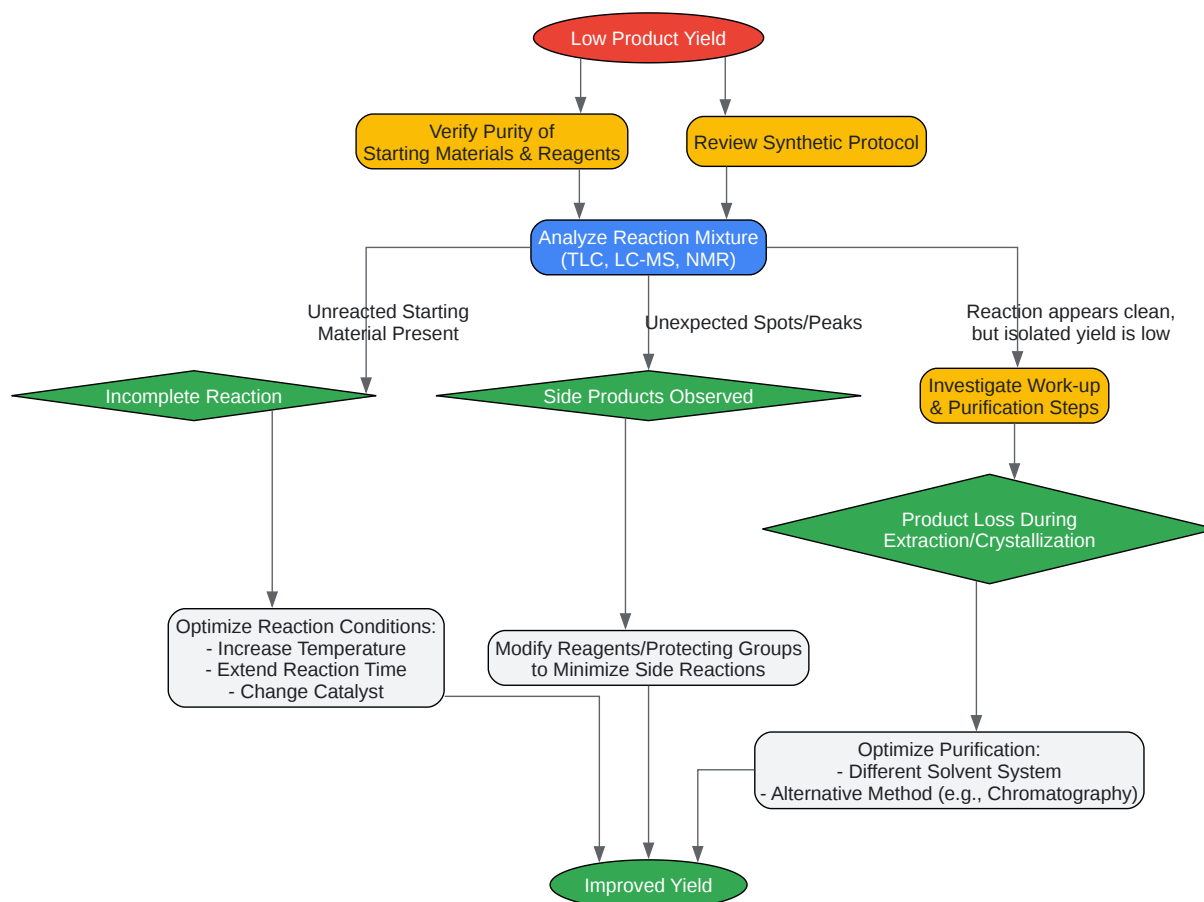 Low Product Yield
Verify Purity of
Starting Materials & Reagents
Review Synthetic Protocol
Analyze Reaction Mixture
(TLC, LC-MS, NMR)
Unreacted Starting
Material Present
Unexpected Spots/Peaks
Reaction appears clean,
but isolated yield is low
Incomplete Reaction
Side Products Observed
Investigate Work-up
& Purification Steps
Product Loss During
Extraction/Crystallization
Optimize Reaction Conditions:
- Increase Temperature
- Extend Reaction Time
- Change Catalyst
Modify Reagents/Protecting Groups
to Minimize Side Reactions
Optimize Purification:
- Different Solvent System
- Alternative Method (e.g., Chromatography)
Improved Yield